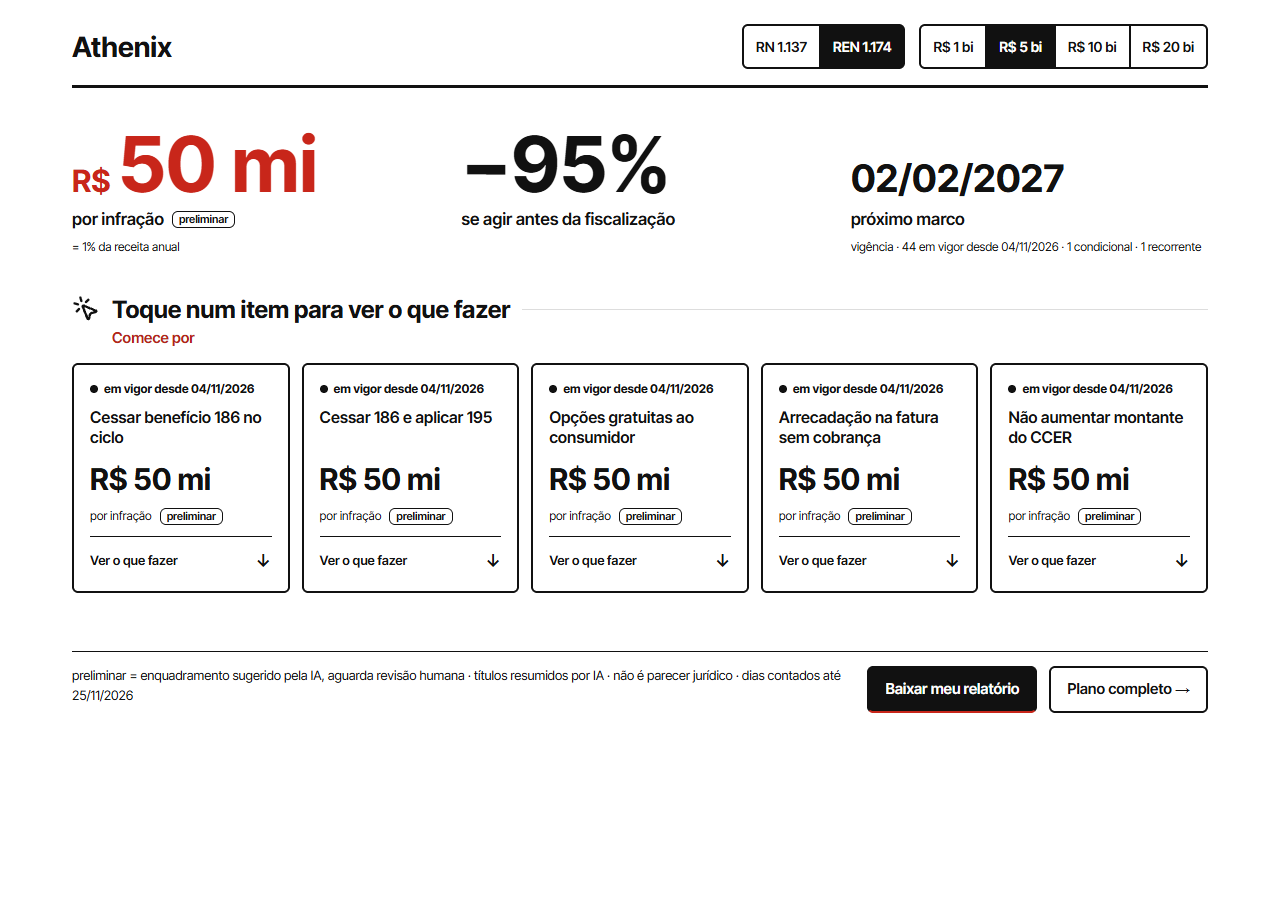 Athenix
RN 1.137
REN 1.174
R$ 1 bi
R$ 5 bi
R$ 10 bi
R$ 20 bi
R$ 50 mi
por infração preliminar
= 1% da receita anual
−95%
se agir antes da fiscalização
02/02/2027
próximo marco
vigência · 44 em vigor desde 04/11/2026 · 1 condicional · 1 recorrente
Toque num item para ver o que fazer
Comece por
em vigor desde 04/11/2026
Cessar benefício 186 no
ciclo
R$ 50 mi
por infração preliminar
Ver o que fazer ↓
em vigor desde 04/11/2026
Cessar 186 e aplicar 195
R$ 50 mi
por infração preliminar
Ver o que fazer ↓
em vigor desde 04/11/2026
Opções gratuitas ao
consumidor
R$ 50 mi
por infração preliminar
Ver o que fazer ↓
em vigor desde 04/11/2026
Arrecadação na fatura
sem cobrança
R$ 50 mi
por infração preliminar
Ver o que fazer ↓
em vigor desde 04/11/2026
Não aumentar montante
do CCER
R$ 50 mi
por infração preliminar
Ver o que fazer ↓
preliminar = enquadramento sugerido pela IA, aguarda revisão humana · títulos resumidos por IA · não é parecer jurídico · dias contados até
25/11/2026
Baixar meu relatório
Plano completo →